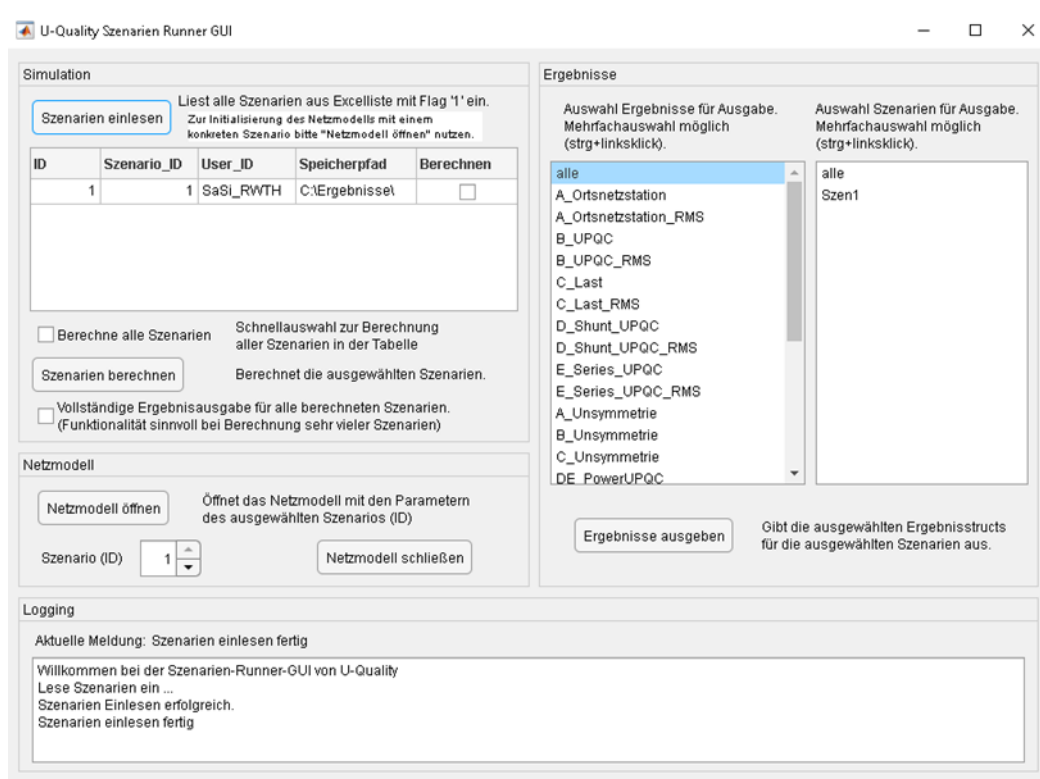 U-Quality Szenarien Runner GUI
Simulation
Szenarien einlesen
Liest alle Szenarien aus Excelliste mit Flag '1' ein.
Zur Initialisierung des Netzmodells mit einem
konkreten Szenario bitte "Netzmodell öffnen" nutzen.
ID Szenario_ID User_ID Speicherpfad Berechnen
1 1 SaSi_RWTH C:\Ergebnisse\
Berechne alle Szenarien
Schnellauswahl zur Berechnung
aller Szenarien in der Tabelle
Szenarien berechnen
Berechnet die ausgewählten Szenarien.
Vollständige Ergebnisausgabe für alle berechneten Szenarien.
(Funktionalität sinnvoll bei Berechnung sehr vieler Szenarien)
Netzmodell
Netzmodell öffnen
Öffnet das Netzmodell mit den Parametern
des ausgewählten Szenarios (ID)
Szenario (ID) 1
Netzmodell schließen
Ergebnisse
Auswahl Ergebnisse für Ausgabe.
Mehrfachauswahl möglich
(strg+linksklick).
alle
A_Ortsnetzstation
A_Ortsnetzstation_RMS
B_UPQC
B_UPQC_RMS
C_Last
C_Last_RMS
D_Shunt_UPQC
D_Shunt_UPQC_RMS
E_Series_UPQC
E_Series_UPQC_RMS
A_Unsymmetrie
B_Unsymmetrie
C_Unsymmetrie
DE_PowerUPQC
Auswahl Szenarien für Ausgabe.
Mehrfachauswahl möglich
(strg+linksklick).
alle
Szen1
Ergebnisse ausgeben
Gibt die ausgewählten Ergebnisstructs
für die ausgewählten Szenarien aus.
Logging
Aktuelle Meldung: Szenarien einlesen fertig
Willkommen bei der Szenarien-Runner-GUI von U-Quality
Lese Szenarien ein ...
Szenarien Einlesen erfolgreich.
Szenarien einlesen fertig